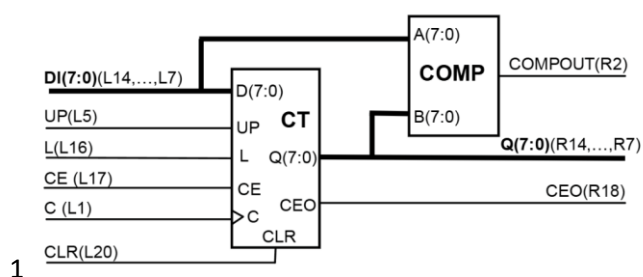 A(7:0)
COMP
COMPOUT(R2)
DI(7:0)(L14,...,L7)
D(7:0)
B(7:0)
UP(L5)
UP
CT
Q(7:0)(R14,...,R7)
L(L16)
L
Q(7:0)
CE (L17)
CE
CEO(R18)
CEO
C (L1)
C
CLR
CLR(L20)
1